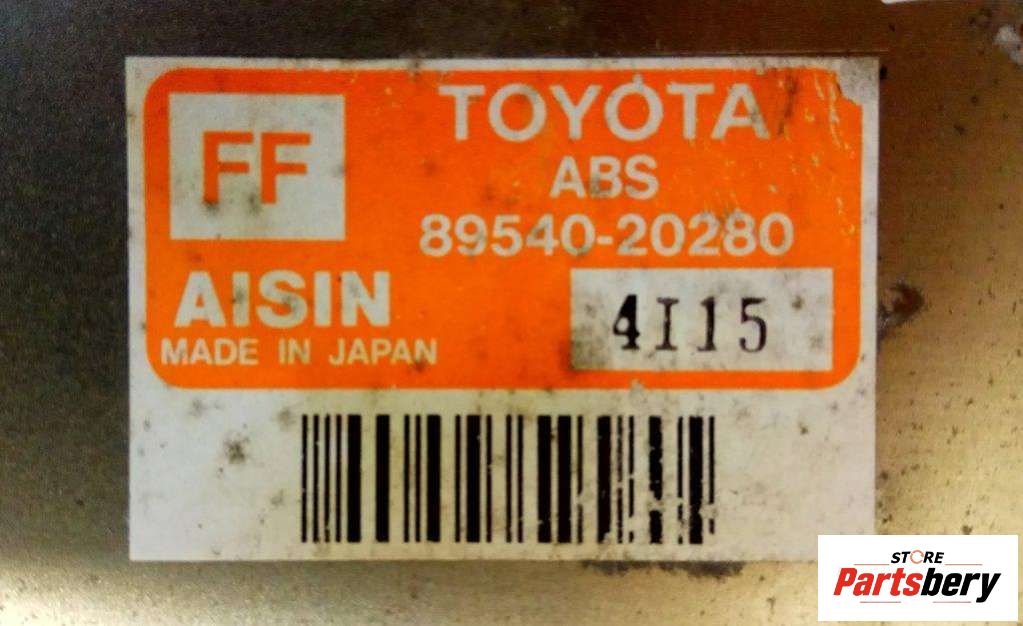 FF
TOYOTA
ABS
89540-20280
AISIN
4I15
MADE IN JAPAN
STORE
Partsbery